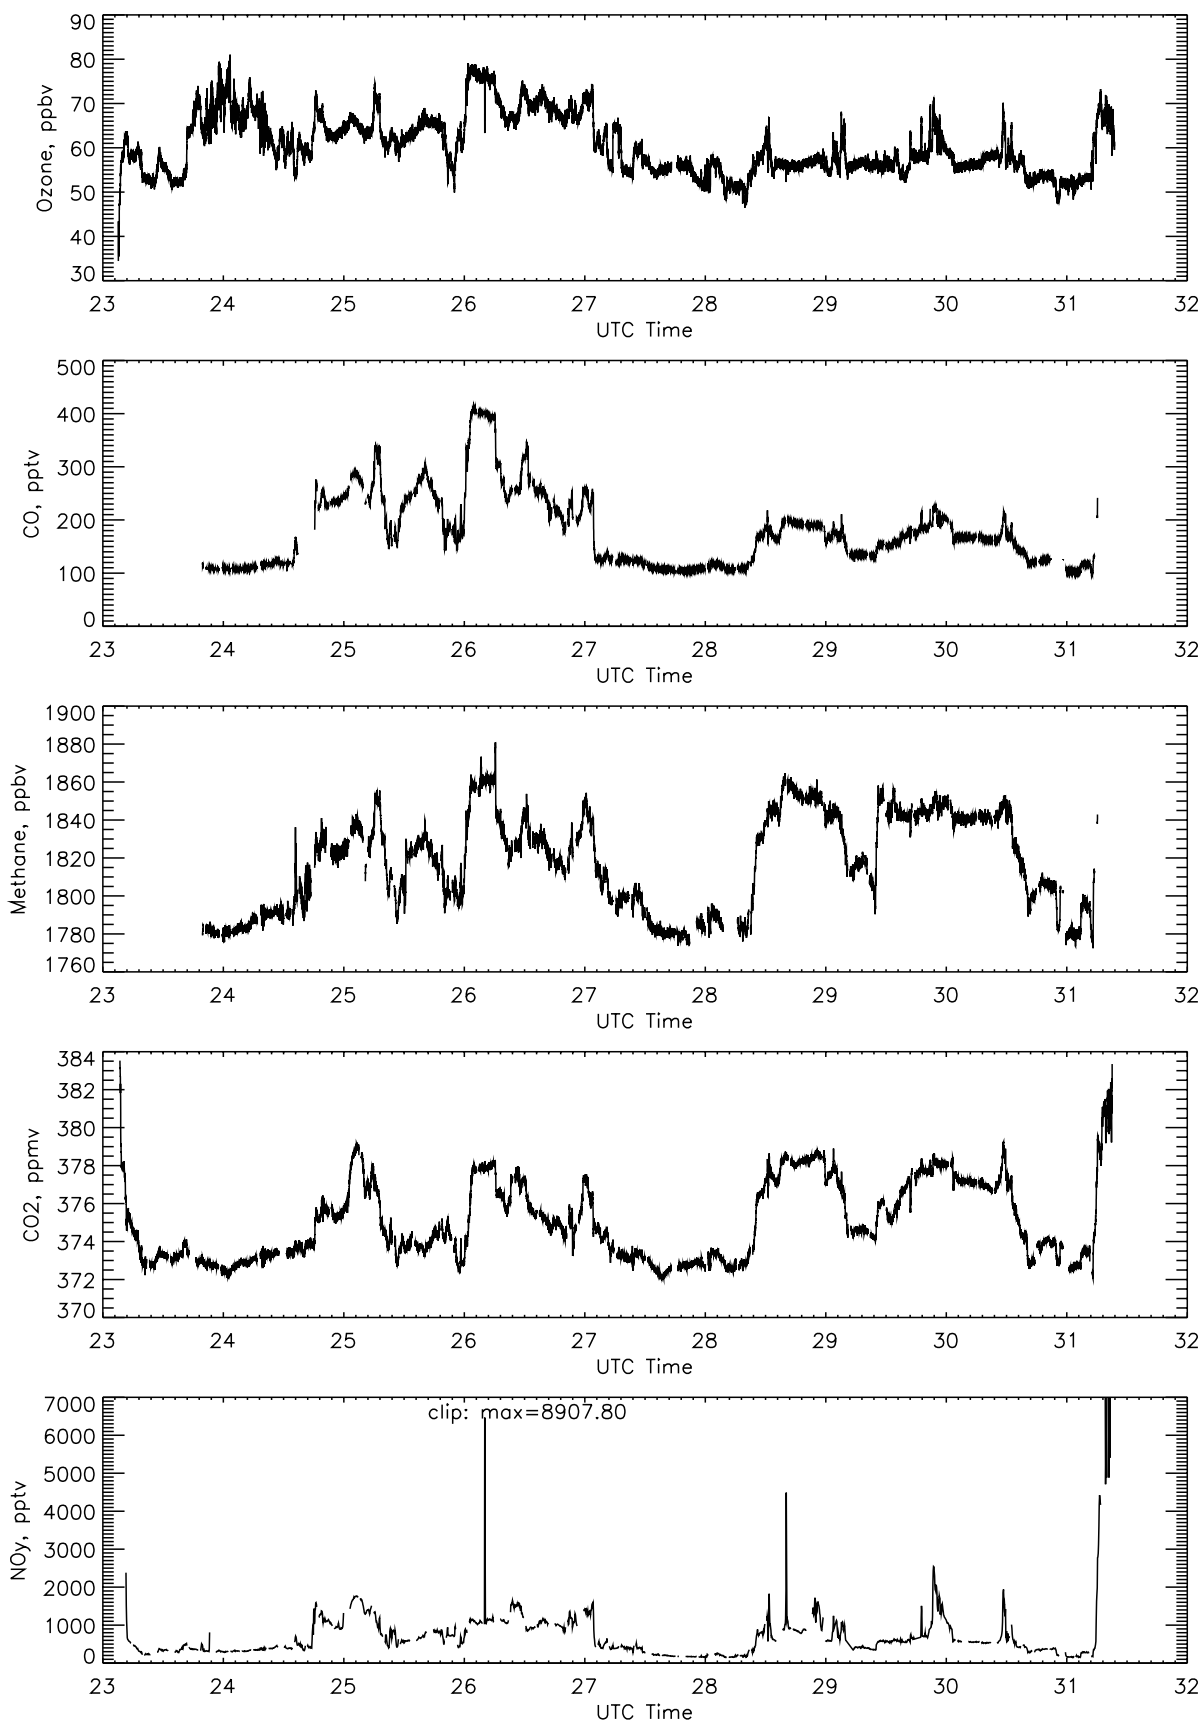 90
80
70
60
50
40
30
Ozone, ppbv
23 24 25 26 27 28 29 30 31 32
UTC Time
500
400
300
200
100
0
CO, pptv
23 24 25 26 27 28 29 30 31 32
UTC Time
1900
1880
1860
1840
1820
1800
1780
1760
Methane, ppbv
23 24 25 26 27 28 29 30 31 32
UTC Time
384
382
380
378
376
374
372
370
CO2, ppmv
23 24 25 26 27 28 29 30 31 32
UTC Time
clip: max=8907.80
7000
6000
5000
4000
3000
2000
1000
0
NOy, pptv
23 24 25 26 27 28 29 30 31 32
UTC Time